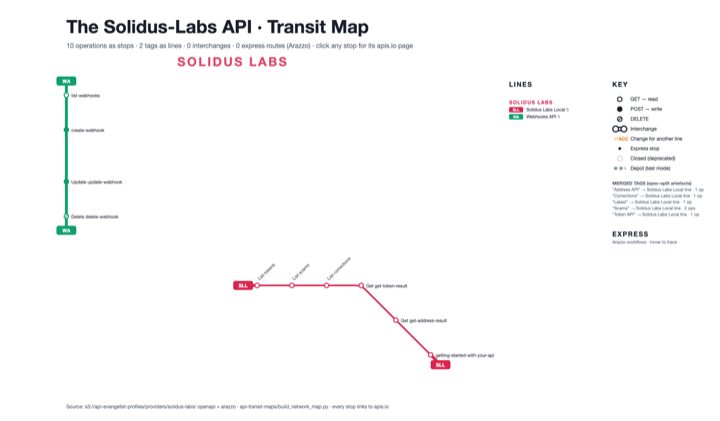 The Solidus-Labs API · Transit Map
10 operations as stops · 2 tags as lines · 0 interchanges · 0 express routes (Arazzo) · click any stop for its apis.io page
SOLIDUS LABS
WA
list-webhooks
create-webhook
Update update-webhook
Delete delete-webhook
WA
SLL
List tokens
List scams
List corrections
Get get-token-result
Get get-address-result
getting-started-with-your-api
SLL
LINES
SOLIDUS LABS
SLL Solidus Labs Local
WA Webhooks API
KEY
GET — read
POST — write
DELETE
Interchange
Change for another line
Express stop
Closed (deprecated)
Depot (test mode)
MERGED TAGS (spec-split artefacts)
"Address API" → Solidus Labs Local line · 1 op
"Corrections" → Solidus Labs Local line · 1 op
"Latest" → Solidus Labs Local line · 1 op
"Scams" → Solidus Labs Local line · 2 ops
"Token API" → Solidus Labs Local line · 1 op
EXPRESS
Arazzo workflows · hover to trace
Source: s3://api-evangelist-profiles/providers/solidus-labs/ openapi + arazzo · api-transit-maps/build_network_map.py · every stop links to apis.io